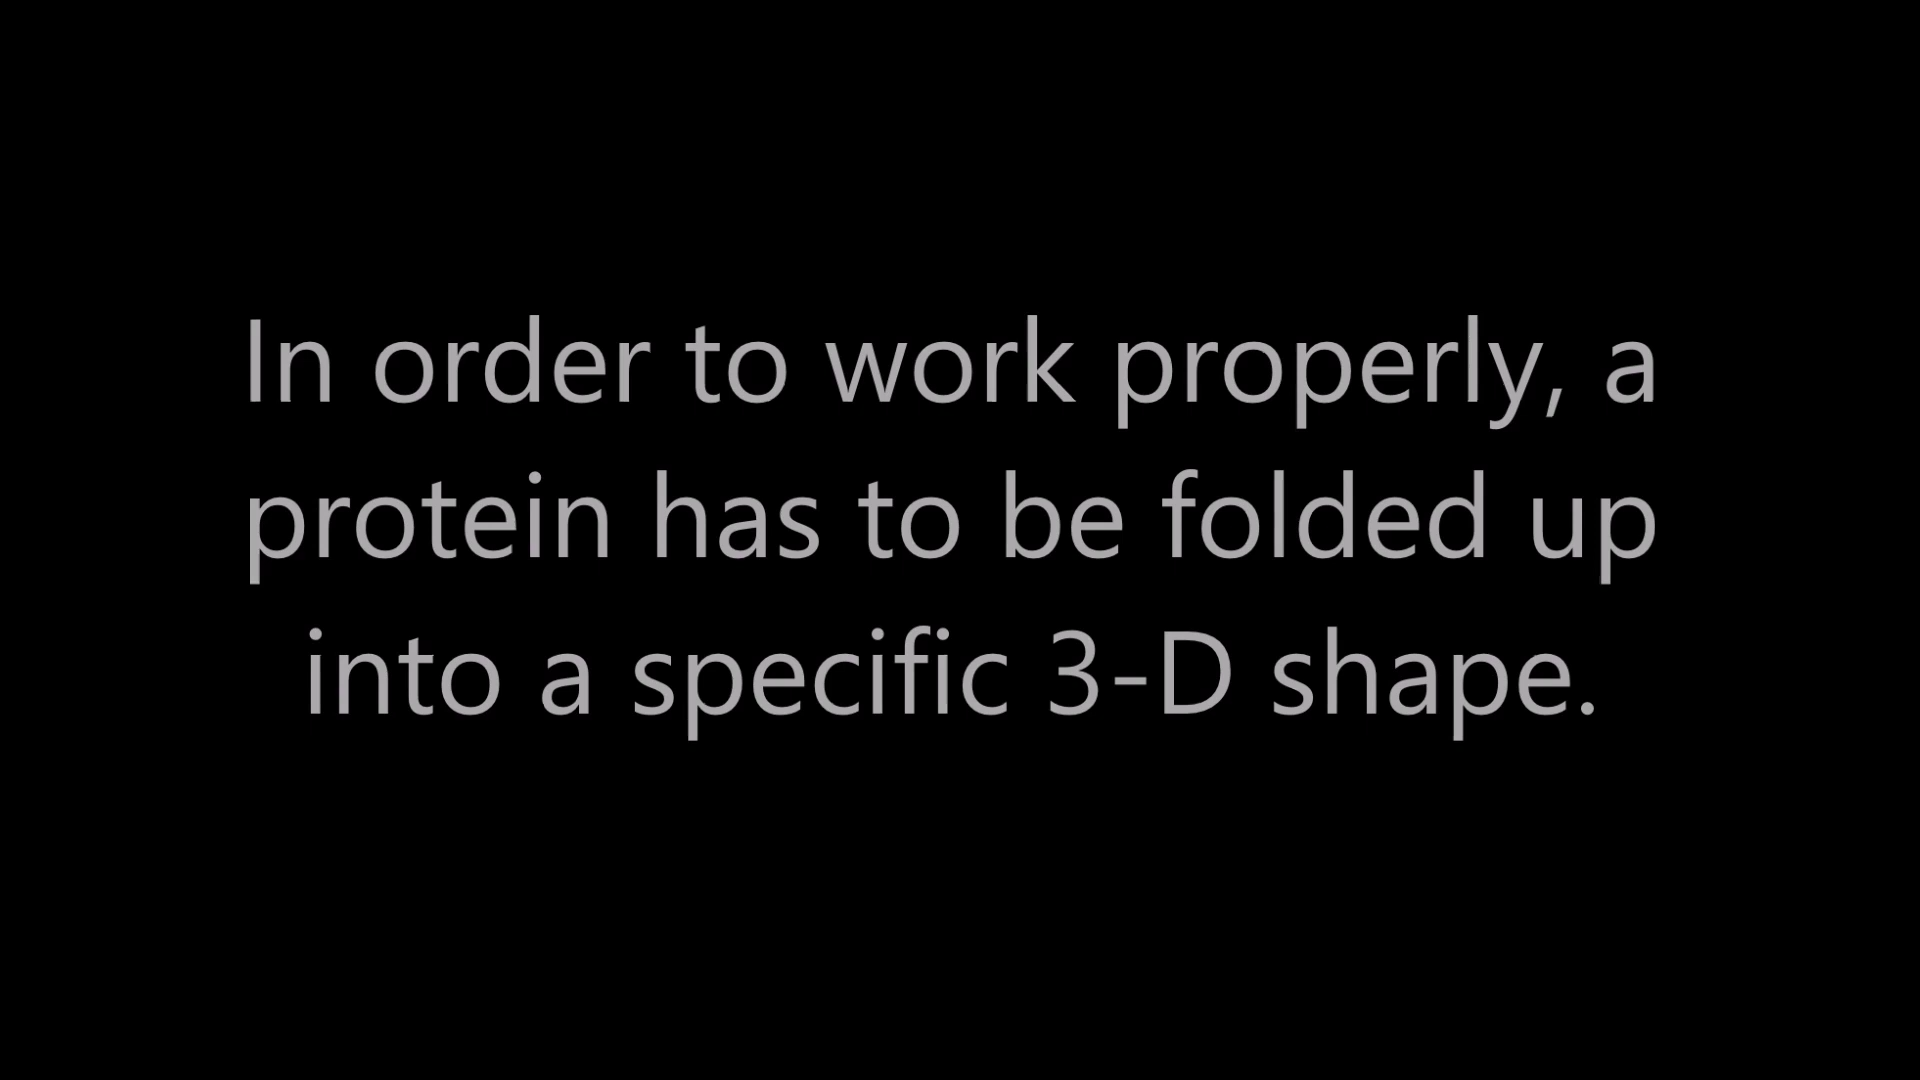 In order to work properly, a
protein has to be folded up
into a specific 3-D shape.